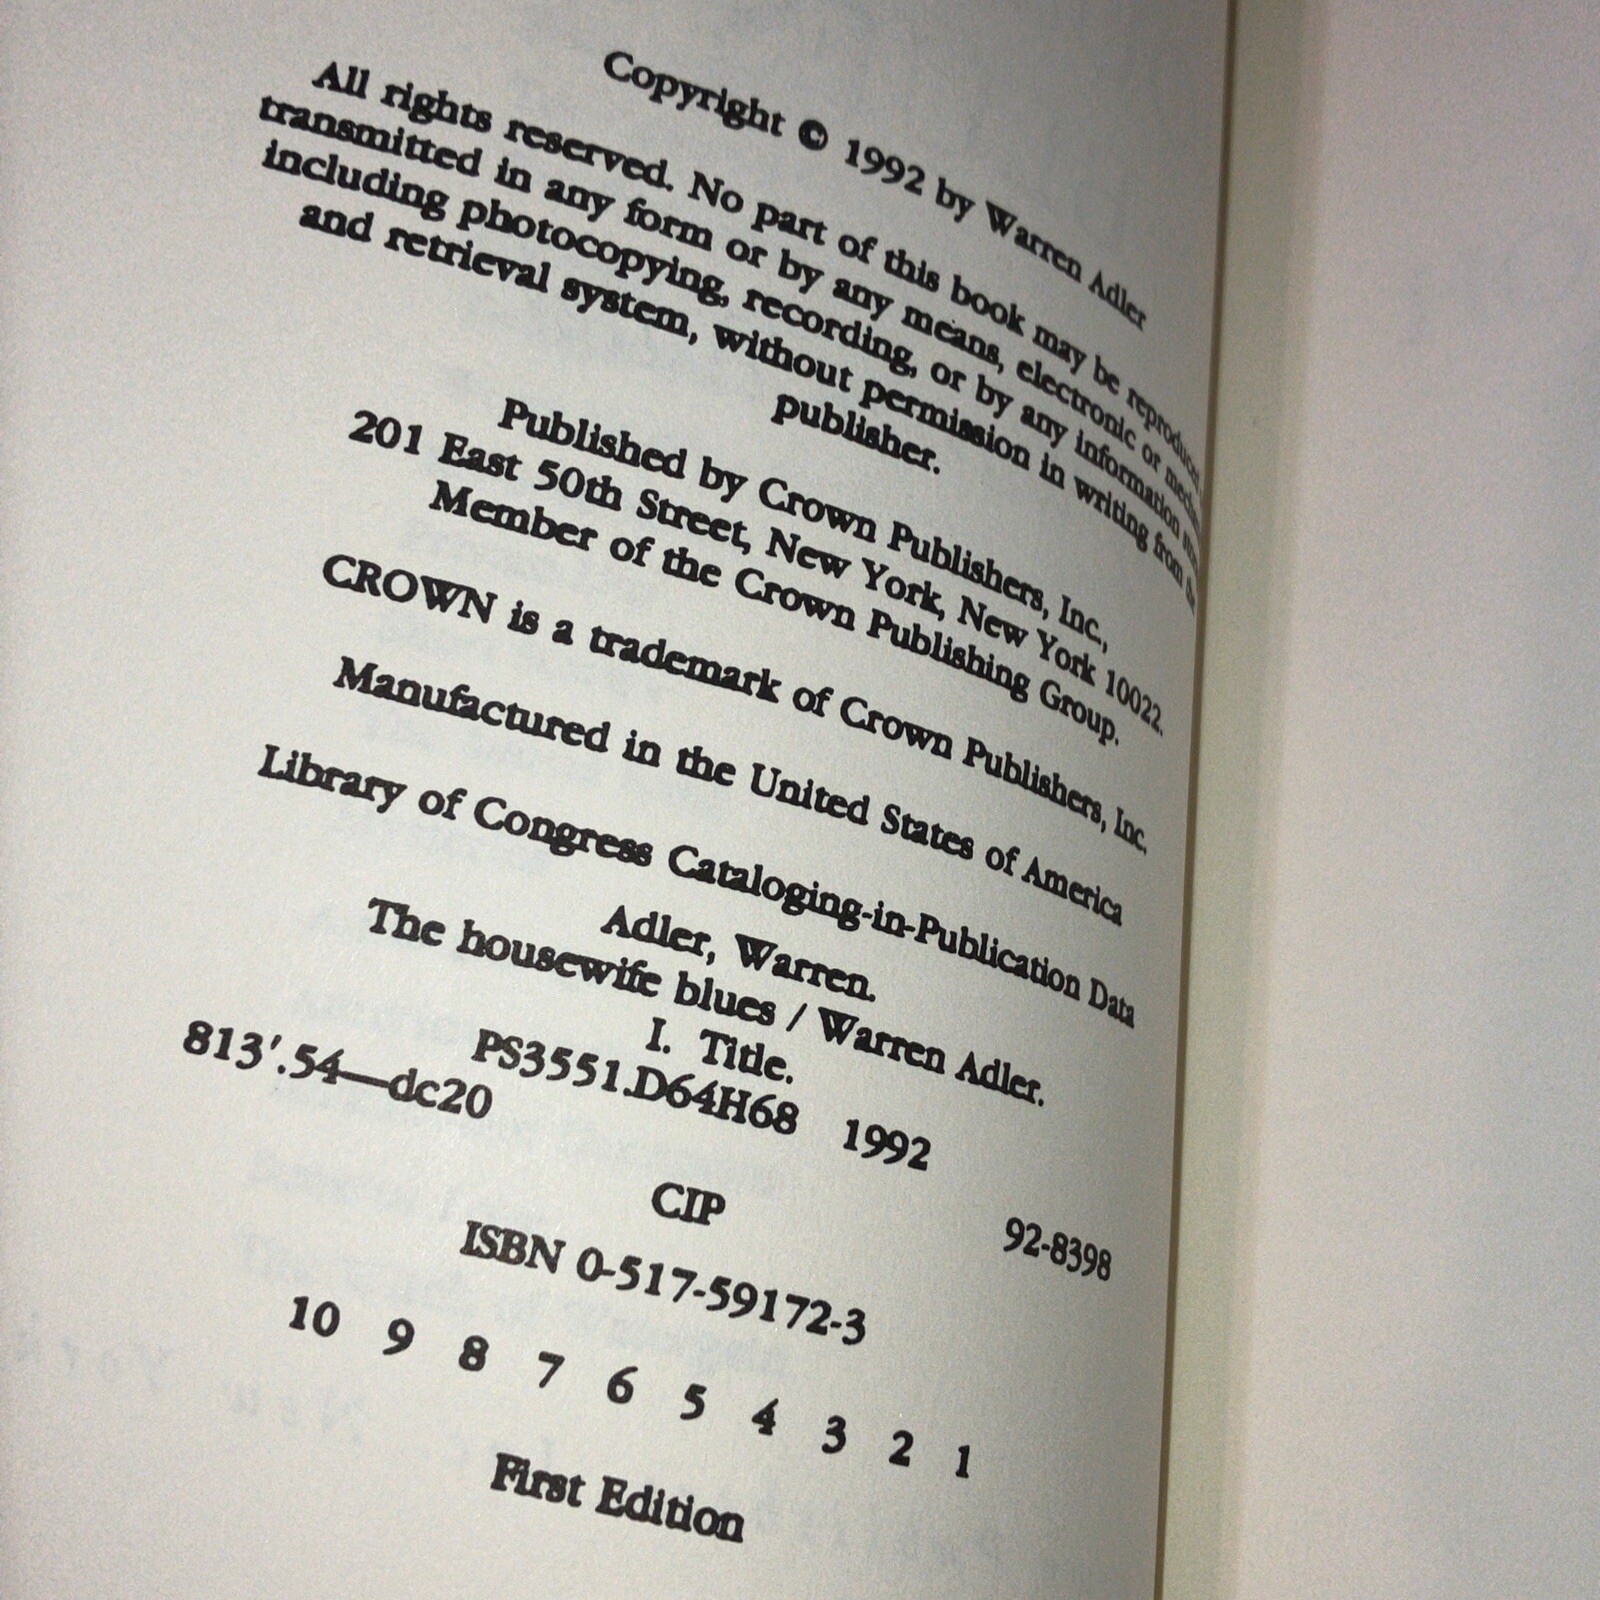 Copyright © 1992 by Warren Adler
All rights reserved. No part of this book may be reproduced
transmitted in any form or by any means, electronic or
including photocopying, recording, or by any information
and retrieval system, without permission in writing from the
publisher.
Published by Crown Publishers, Inc.,
201 East 50th Street, New York, New York 10022.
Member of the Crown Publishing Group.
CROWN is a trademark of Crown Publishers, Inc.
Manufactured in the United States of America
Library of Congress Cataloging-in-Publication Data
Adler, Warren.
The housewife blues / Warren Adler.
I. Title.
PS3551.D64H68 1992
813'.54—dc20
92-8398
CIP
ISBN 0-517-59172-3
10 9 8 7 6 5 4 3 2 1
First Edition